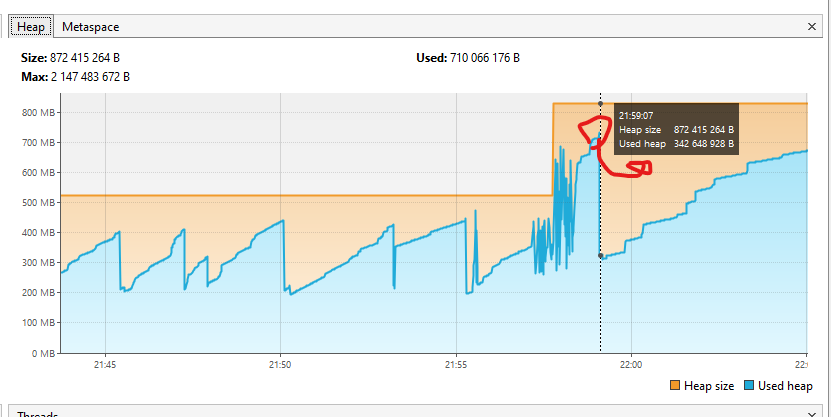 Heap Metaspace ×
Size: 872 415 264 B Used: 710 066 176 B
Max: 2 147 483 672 B
800 MB
700 MB
600 MB
500 MB
400 MB
300 MB
200 MB
100 MB
0 MB
21:59:07
Heap size 872 415 264 B
Used heap 342 648 928 B
21:45 21:50 21:55 22:00 22:
Heap size Used heap
Threads